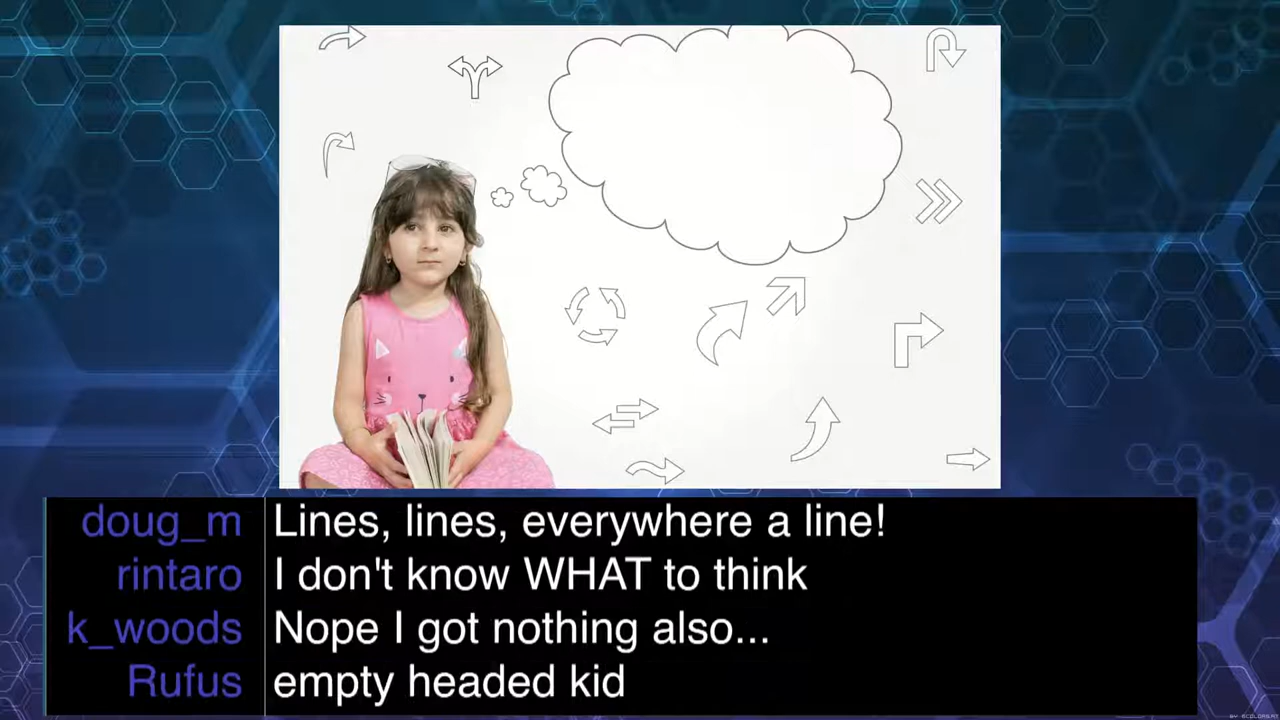 doug_m Lines, lines, everywhere a line!
rintaro I don't know WHAT to think
k_woods Nope I got nothing also...
Rufus empty headed kid